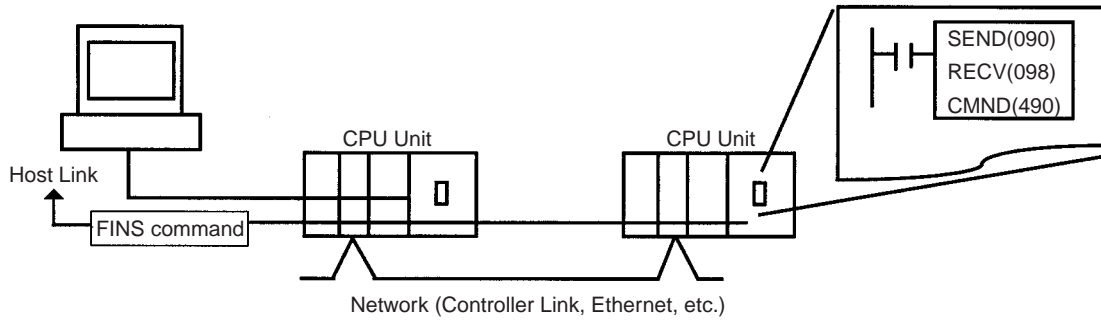 SEND(090)
RECV(098)
CMND(490)
CPU Unit
CPU Unit
Host Link
FINS command
Network (Controller Link, Ethernet, etc.)